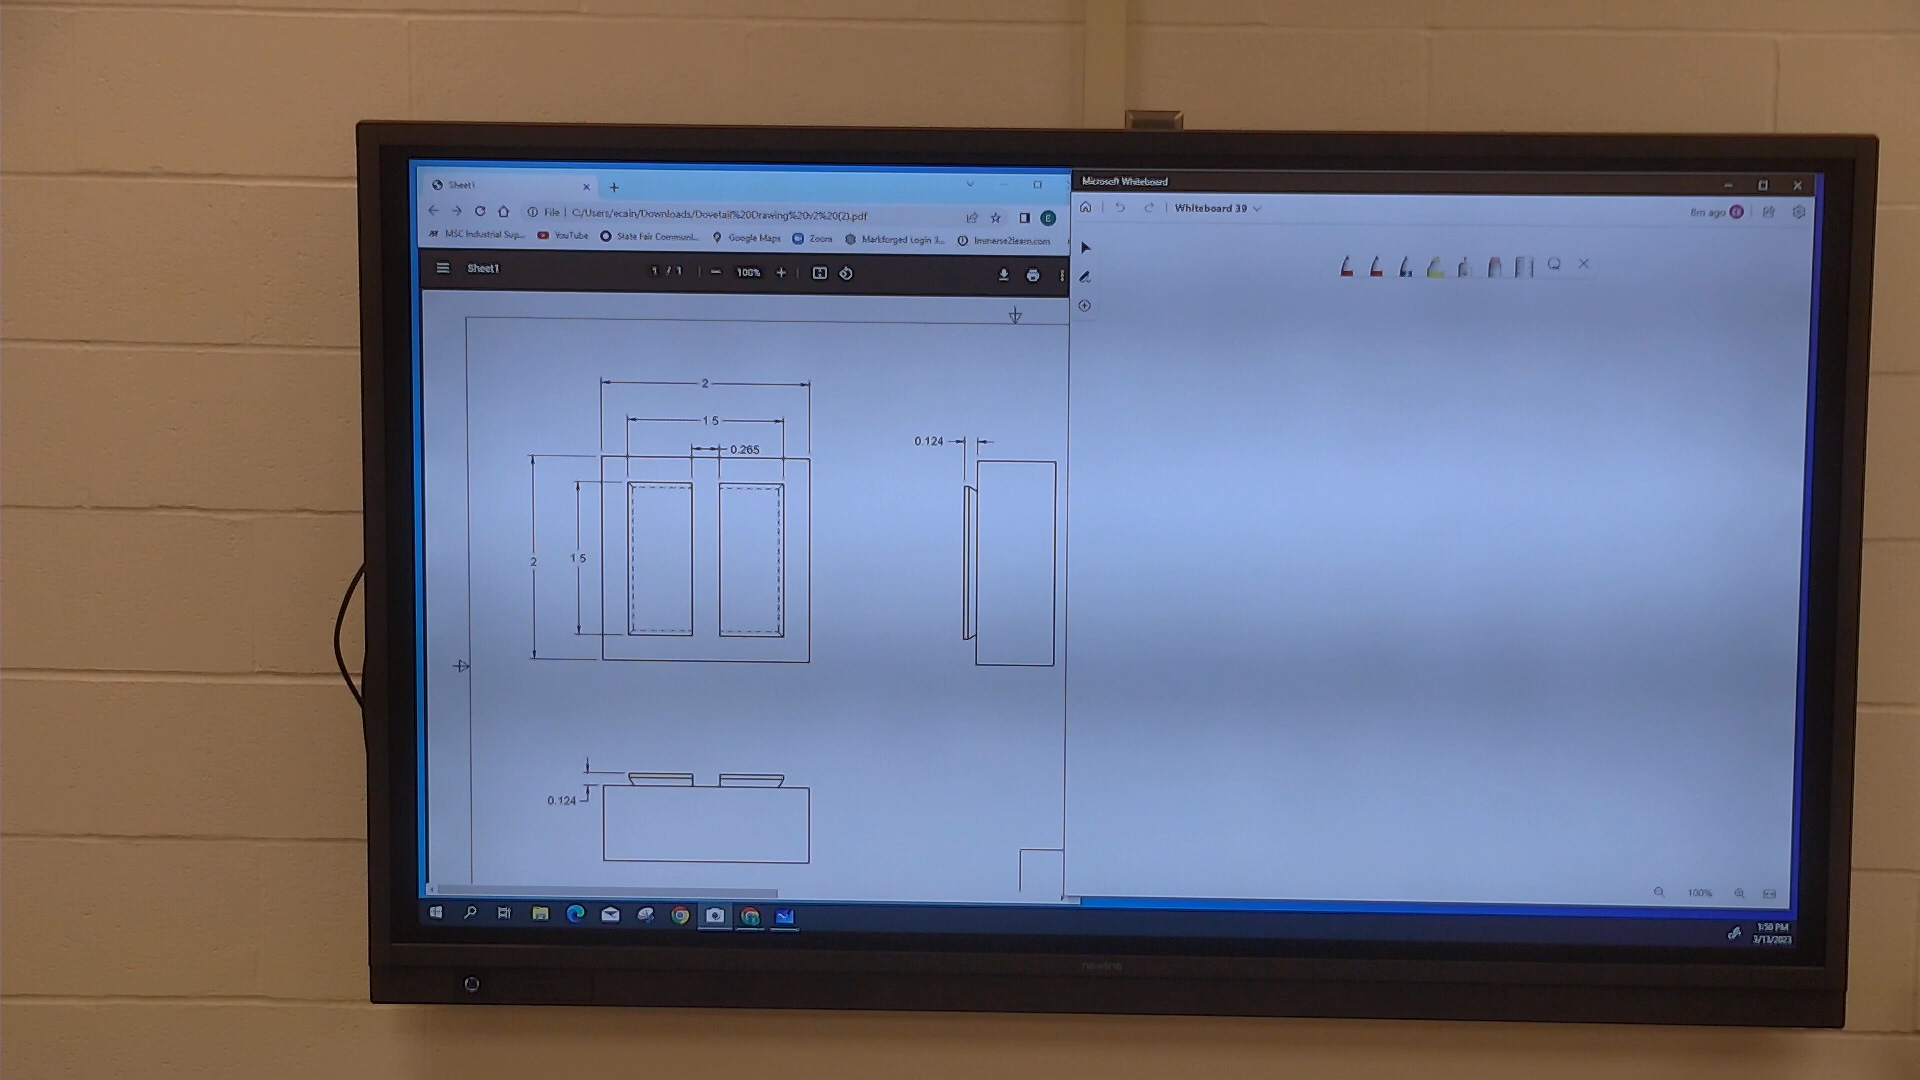 Sheet1
Microsoft Whiteboard
File | C:/Users/ecain/Downloads/Dovetail%20Drawing%20v2%20(2).pdf
E
Whiteboard 39
6m ago
MSC Industrial Sup... YouTube State Fair Communi... Google Maps Zoom Markforged Login 3... Immerse2learn.com
Sheet1 1 / 1 100%
2
1.5
0.265
0.124
2
1.5
0.124
100%
1:50 PM
3/13/2023
newline